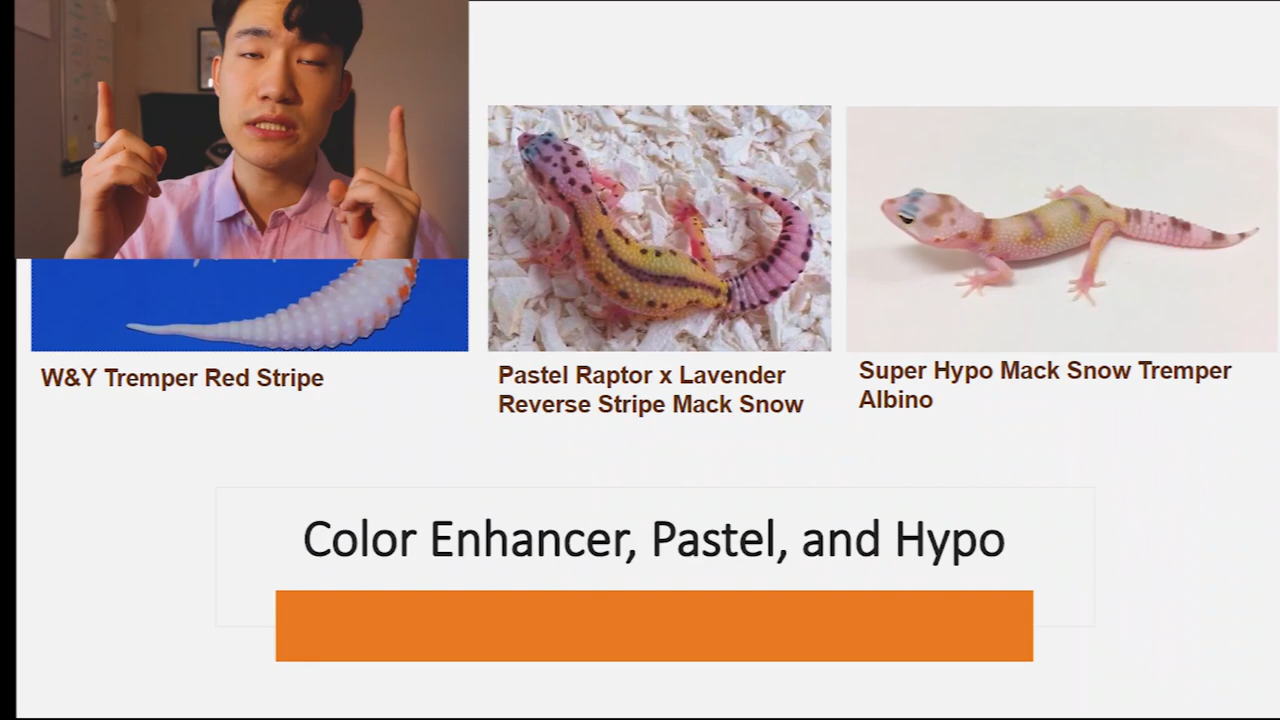 W&Y Tremper Red Stripe
Pastel Raptor x Lavender
Reverse Stripe Mack Snow
Super Hypo Mack Snow Tremper
Albino
Color Enhancer, Pastel, and Hypo